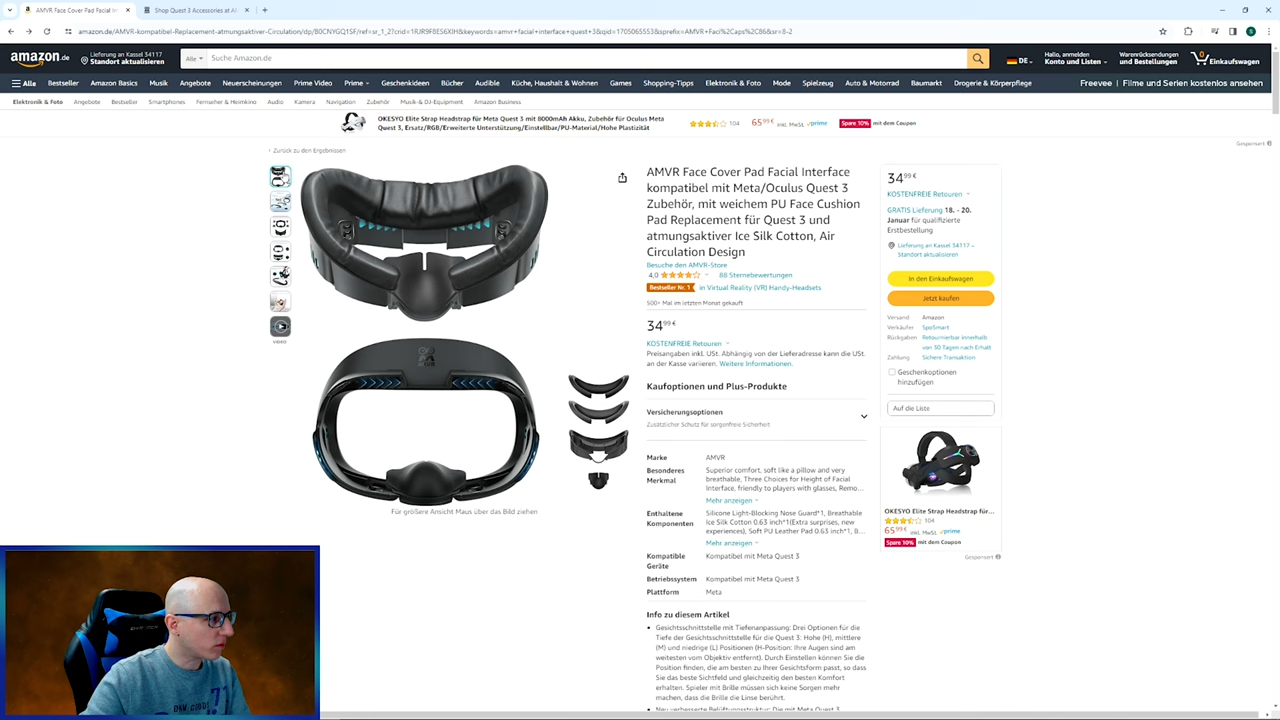 AMVR Face Cover Pad Facial In
Shop Quest 3 Accessories at AM
amazon.de/AMVR-kompatibel-Replacement-atmungsaktiver-Circulation/dp/B0CNYGQ1SF/ref=sr_1_2?crid=1RJR9F8ES6XIH&keywords=amvr+facial+interface+quest+3&qid=1705065553&sprefix=AMVR+Faci%2Caps%2C86&sr=8-2
amazon.de
Lieferung an Kassel 34117
Standort aktualisieren
Alle
Suche Amazon.de
DE
Hallo, anmelden
Konto und Listen
Warenrücksendungen
und Bestellungen
0
Einkaufswagen
Alle Bestseller Amazon Basics Musik Angebote Neuerscheinungen Prime Video Prime Geschenkideen Bücher Audible Küche, Haushalt & Wohnen Games Shopping-Tipps Elektronik & Foto Mode Spielzeug Auto & Motorrad Baumarkt Drogerie & Körperpflege
Freevee | Filme und Serien kostenlos ansehen
Elektronik & Foto Angebote Bestseller Smartphones Fernseher & Heimkino Audio Kamera Navigation Zubehör Musik-& DJ-Equipment Amazon Business
OKESYO Elite Strap Headstrap für Meta Quest 3 mit 8000mAh Akku, Zubehör für Oculus Meta
Quest 3, Ersatz/RGB/Erweiterte Unterstützung/Einstellbar/PU-Material/Hohe Plastizität
104
65,99 € inkl. MwSt. prime
Spare 10% mit dem Coupon
Gesponsert
‹ Zurück zu den Ergebnissen
VIDEO
Für größere Ansicht Maus über das Bild ziehen
AMVR Face Cover Pad Facial Interface
kompatibel mit Meta/Oculus Quest 3
Zubehör, mit weichem PU Face Cushion
Pad Replacement für Quest 3 und
atmungsaktiver Ice Silk Cotton, Air
Circulation Design
Besuche den AMVR-Store
4,0 88 Sternebewertungen
Bestseller Nr. 1 in Virtual Reality (VR) Handy-Headsets
500+ Mal im letzten Monat gekauft
34,99 €
KOSTENFREIE Retouren
Preisangaben inkl. USt. Abhängig von der Lieferadresse kann die USt.
an der Kasse variieren. Weitere Informationen.
Kaufoptionen und Plus-Produkte
Versicherungsoptionen
Zusätzlicher Schutz für sorgenfreie Sicherheit
Marke AMVR
Besonderes Merkmal
Superior comfort, soft like a pillow and very
breathable, Three Choices for Height of Facial
Interface, friendly to players with glasses, Remo...
Mehr anzeigen
Enthaltene Komponenten
Silicone Light-Blocking Nose Guard*1, Breathable
Ice Silk Cotton 0.63 inch*1(Extra surprises, new
experiences), Soft PU Leather Pad 0.63 inch*1, B...
Mehr anzeigen
Kompatible Geräte
Kompatibel mit Meta Quest 3
Betriebssystem Kompatibel mit Meta Quest 3
Plattform Meta
Info zu diesem Artikel
Gesichtsschnittstelle mit Tiefenanpassung: Drei Optionen für die
Tiefe der Gesichtsschnittstelle für die Quest 3: Hohe (H), mittlere
(M) und niedrige (L) Positionen (H-Position: Ihre Augen sind am
weitesten vom Objektiv entfernt). Durch Einstellen können Sie die
Position finden, die am besten zu Ihrer Gesichtsform passt, so dass
Sie das beste Sichtfeld und gleichzeitig den besten Komfort
erhalten. Spieler mit Brille müssen sich keine Sorgen mehr
machen, dass die Brille die Linse berührt.
Neu verbesserte Belüftungsstruktur: Die mit Meta Quest 3
34,99 €
KOSTENFREIE Retouren
GRATIS Lieferung 18. - 20.
Januar für qualifizierte
Erstbestellung
Lieferung an Kassel 34117 –
Standort aktualisieren
In den Einkaufswagen
Jetzt kaufen
Versand Amazon
Verkäufer SpoSmart
Rückgaben Retournierbar innerhalb
von 30 Tagen nach Erhalt
Zahlung Sichere Transaktion
Geschenkoptionen
hinzufügen
Auf die Liste
OKESYO Elite Strap Headstrap für...
104
65,99 € inkl. MwSt. prime
Spare 10% mit dem Coupon
Gesponsert